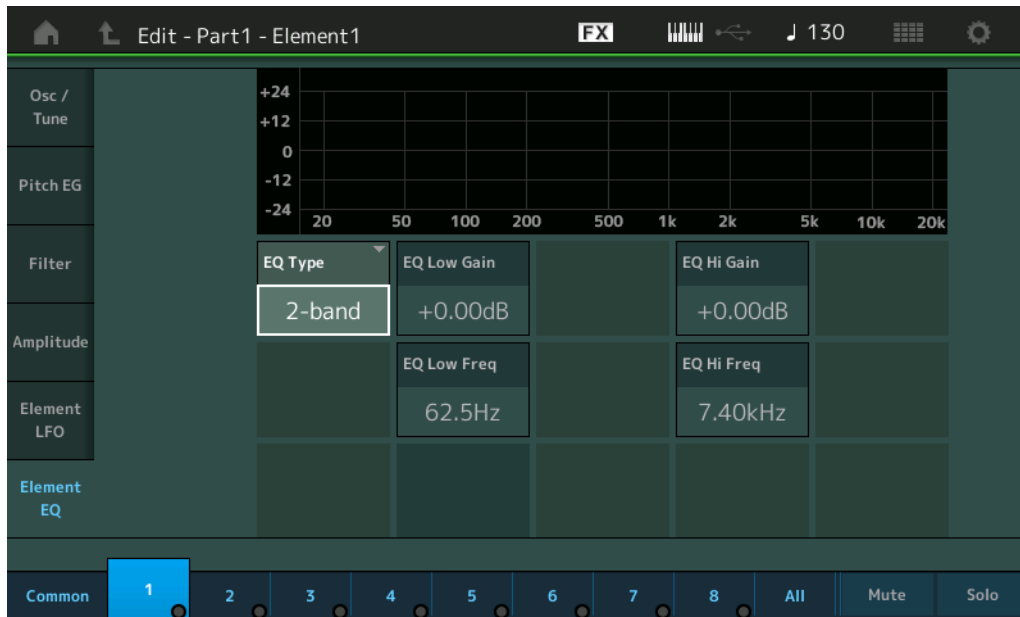 Edit - Part1 - Element1
FX
♩ 130
Osc /
Tune
Pitch EG
Filter
Amplitude
Element
LFO
Element
EQ
+24
+12
0
-12
-24
20 50 100 200 500 1k 2k 5k 10k 20k
EQ Type
2-band
EQ Low Gain
+0.00dB
EQ Hi Gain
+0.00dB
EQ Low Freq
62.5Hz
EQ Hi Freq
7.40kHz
Common 1 2 3 4 5 6 7 8 All Mute Solo